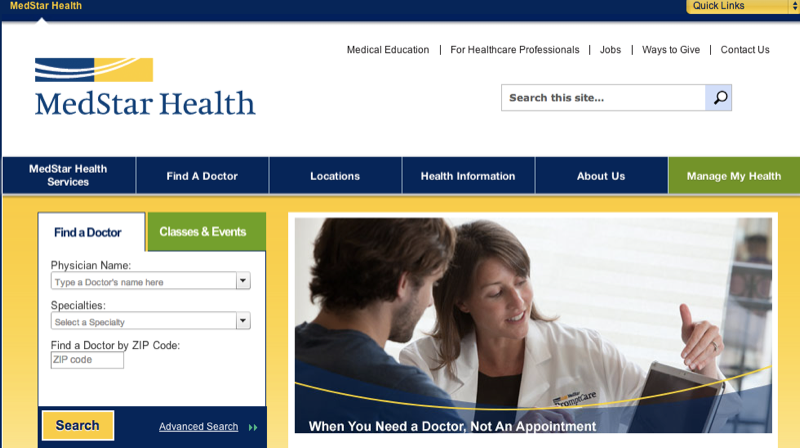 MedStar Health
Quick Links
Medical Education | For Healthcare Professionals | Jobs | Ways to Give | Contact Us
MedStar Health
Search this site...
MedStar Health Services
Find A Doctor
Locations
Health Information
About Us
Manage My Health
Find a Doctor
Classes & Events
Physician Name:
Type a Doctor's name here
Specialties:
Select a Specialty
Find a Doctor by ZIP Code:
ZIP code
Search
Advanced Search
PromptCare
When You Need a Doctor, Not An Appointment